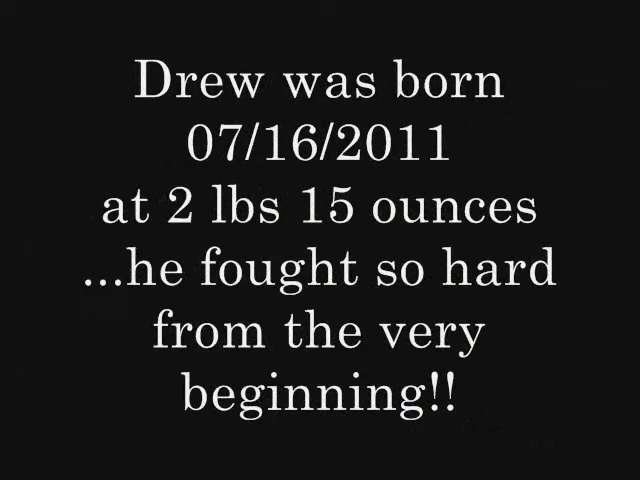 Drew was born
07/16/2011
at 2 lbs 15 ounces
...he fought so hard
from the very
beginning!!